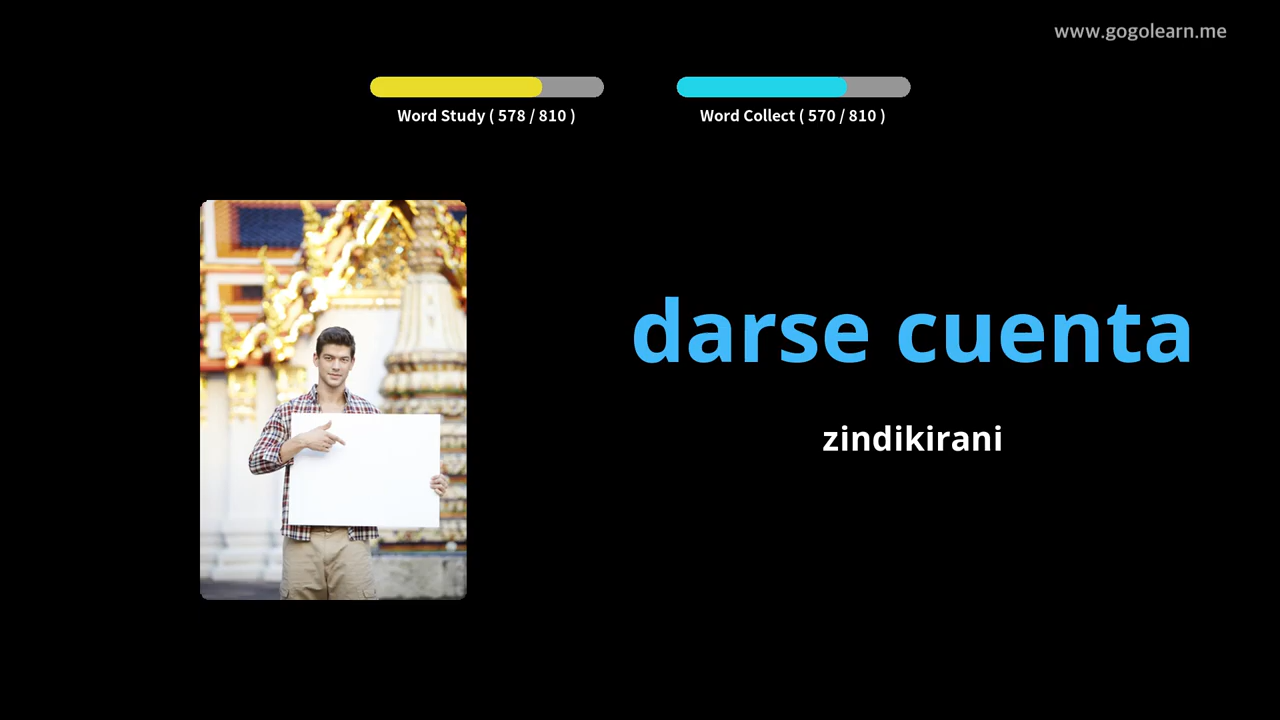 www.gogolearn.me
Word Study ( 578 / 810 )
Word Collect ( 570 / 810 )
darse cuenta
zindikirani